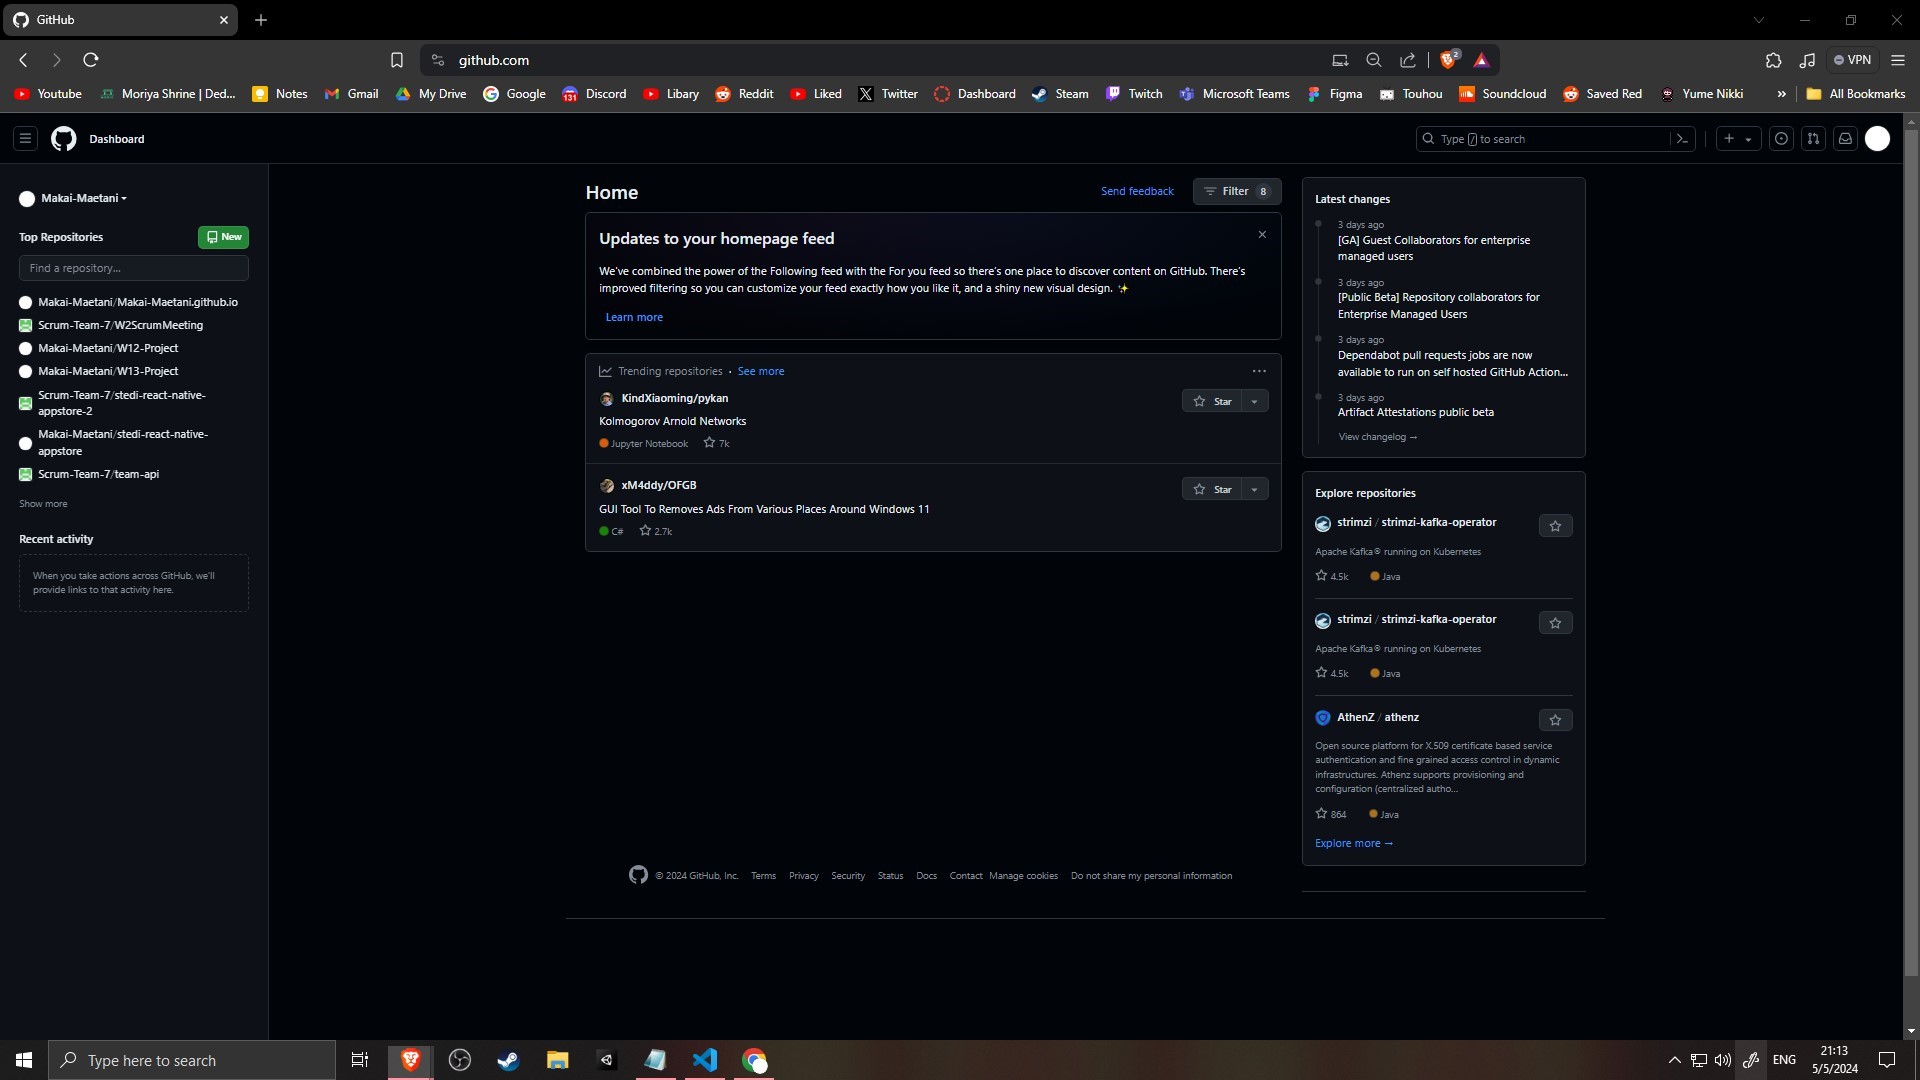 GitHub
github.com
2
VPN
Youtube
Moriya Shrine | Ded...
Notes
Gmail
My Drive
Google
131
Discord
Libary
Reddit
Liked
Twitter
Dashboard
Steam
Twitch
Microsoft Teams
Figma
Touhou
Soundcloud
Saved Red
Yume Nikki
»
All Bookmarks
Dashboard
Type / to search
Makai-Maetani
Top Repositories
New
Find a repository...
Makai-Maetani/Makai-Maetani.github.io
Scrum-Team-7/W2ScrumMeeting
Makai-Maetani/W12-Project
Makai-Maetani/W13-Project
Scrum-Team-7/stedi-react-native-
appstore-2
Makai-Maetani/stedi-react-native-
appstore
Scrum-Team-7/team-api
Show more
Recent activity
When you take actions across GitHub, we'll
provide links to that activity here.
Home
Send feedback
Filter 8
Updates to your homepage feed
We've combined the power of the Following feed with the For you feed so there's one place to discover content on GitHub. There's
improved filtering so you can customize your feed exactly how you like it, and a shiny new visual design. ✨
Learn more
Trending repositories · See more
KindXiaoming/pykan
Star
Kolmogorov Arnold Networks
Jupyter Notebook 7k
xM4ddy/OFGB
Star
GUI Tool To Removes Ads From Various Places Around Windows 11
C# 2.7k
Latest changes
3 days ago
[GA] Guest Collaborators for enterprise
managed users
3 days ago
[Public Beta] Repository collaborators for
Enterprise Managed Users
3 days ago
Dependabot pull requests jobs are now
available to run on self hosted GitHub Action...
3 days ago
Artifact Attestations public beta
View changelog →
Explore repositories
strimzi / strimzi-kafka-operator
Apache Kafka® running on Kubernetes
4.5k Java
strimzi / strimzi-kafka-operator
Apache Kafka® running on Kubernetes
4.5k Java
AthenZ / athenz
Open source platform for X.509 certificate based service
authentication and fine grained access control in dynamic
infrastructures. Athenz supports provisioning and
configuration (centralized autho...
864 Java
Explore more →
© 2024 GitHub, Inc. Terms Privacy Security Status Docs Contact Manage cookies Do not share my personal information
Type here to search
ENG
21:13
5/5/2024